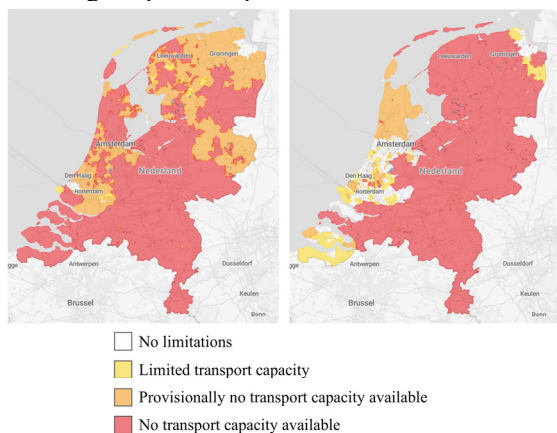 Leeuwarden
Groningen
Amsterdam
Nederland
Den Haag
Rotterdam
Antwerpen
Dusseldorf
Keulen
Brussel
Bonn
Leeuwarden
Groningen
Amsterdam
Nederland
Den Haag
Rotterdam
gge
Antwerpen
Dusseldorf
Keulen
Brussel
Bonn
No limitations
Limited transport capacity
Provisionally no transport capacity available
No transport capacity available